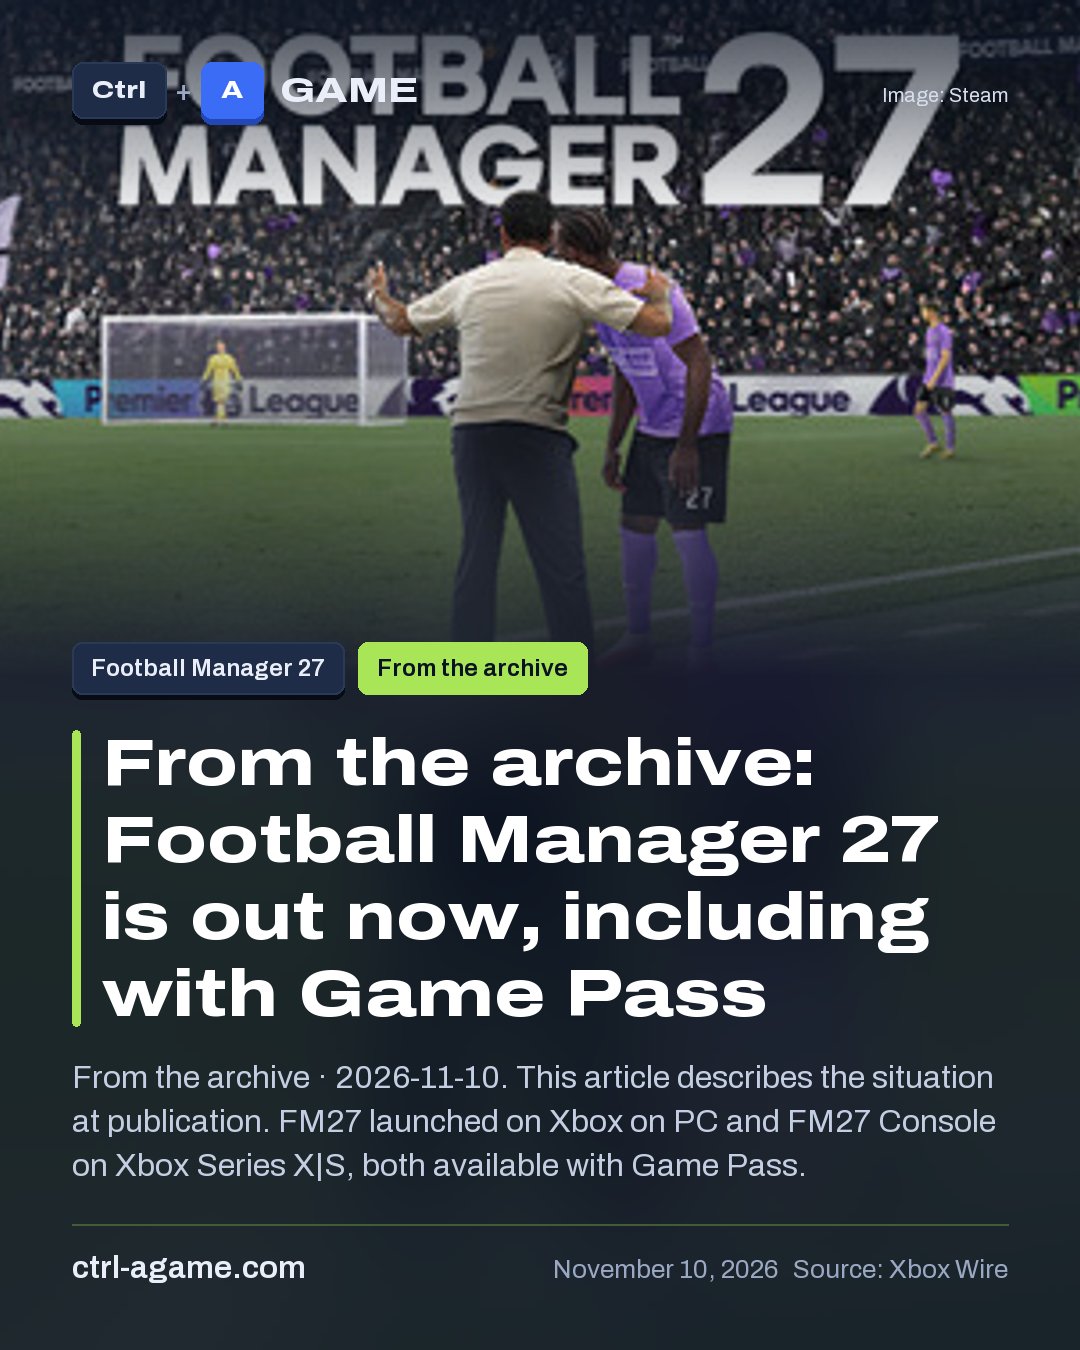 FOOTBALL
MANAGER 27
Ctrl + A GAME
Image: Steam
Premier League
League
27
Football Manager 27
From the archive
From the archive:
Football Manager 27
is out now, including
with Game Pass
From the archive · 2026-11-10. This article describes the situation
at publication. FM27 launched on Xbox on PC and FM27 Console
on Xbox Series X|S, both available with Game Pass.
ctrl-agame.com
November 10, 2026 Source: Xbox Wire